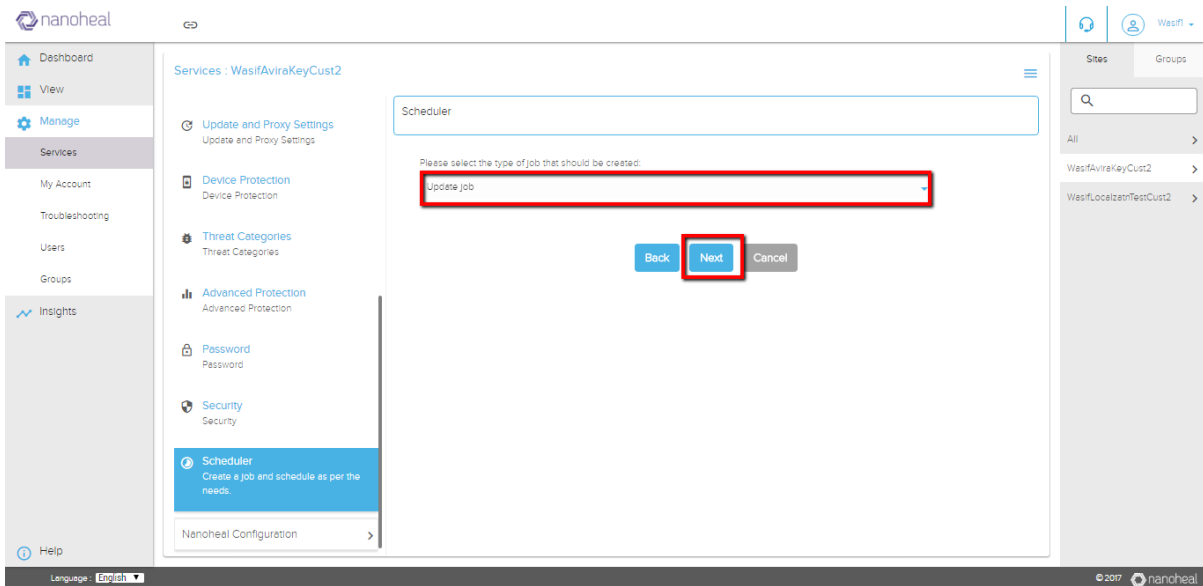 nanoheal
Wasif1
Dashboard
View
Manage
Services
My Account
Troubleshooting
Users
Groups
Insights
Help
Services : WasifAviraKeyCust2
Update and Proxy Settings
Update and Proxy Settings
Device Protection
Device Protection
Threat Categories
Threat Categories
Advanced Protection
Advanced Protection
Password
Password
Security
Security
Scheduler
Create a job and schedule as per the
needs.
Nanoheal Configuration
Scheduler
Please select the type of job that should be created:
Update job
Back Next Cancel
Sites Groups
All
WasifAviraKeyCust2
WasifLocalzatnTestCust2
Language : English
© 2017 nanoheal